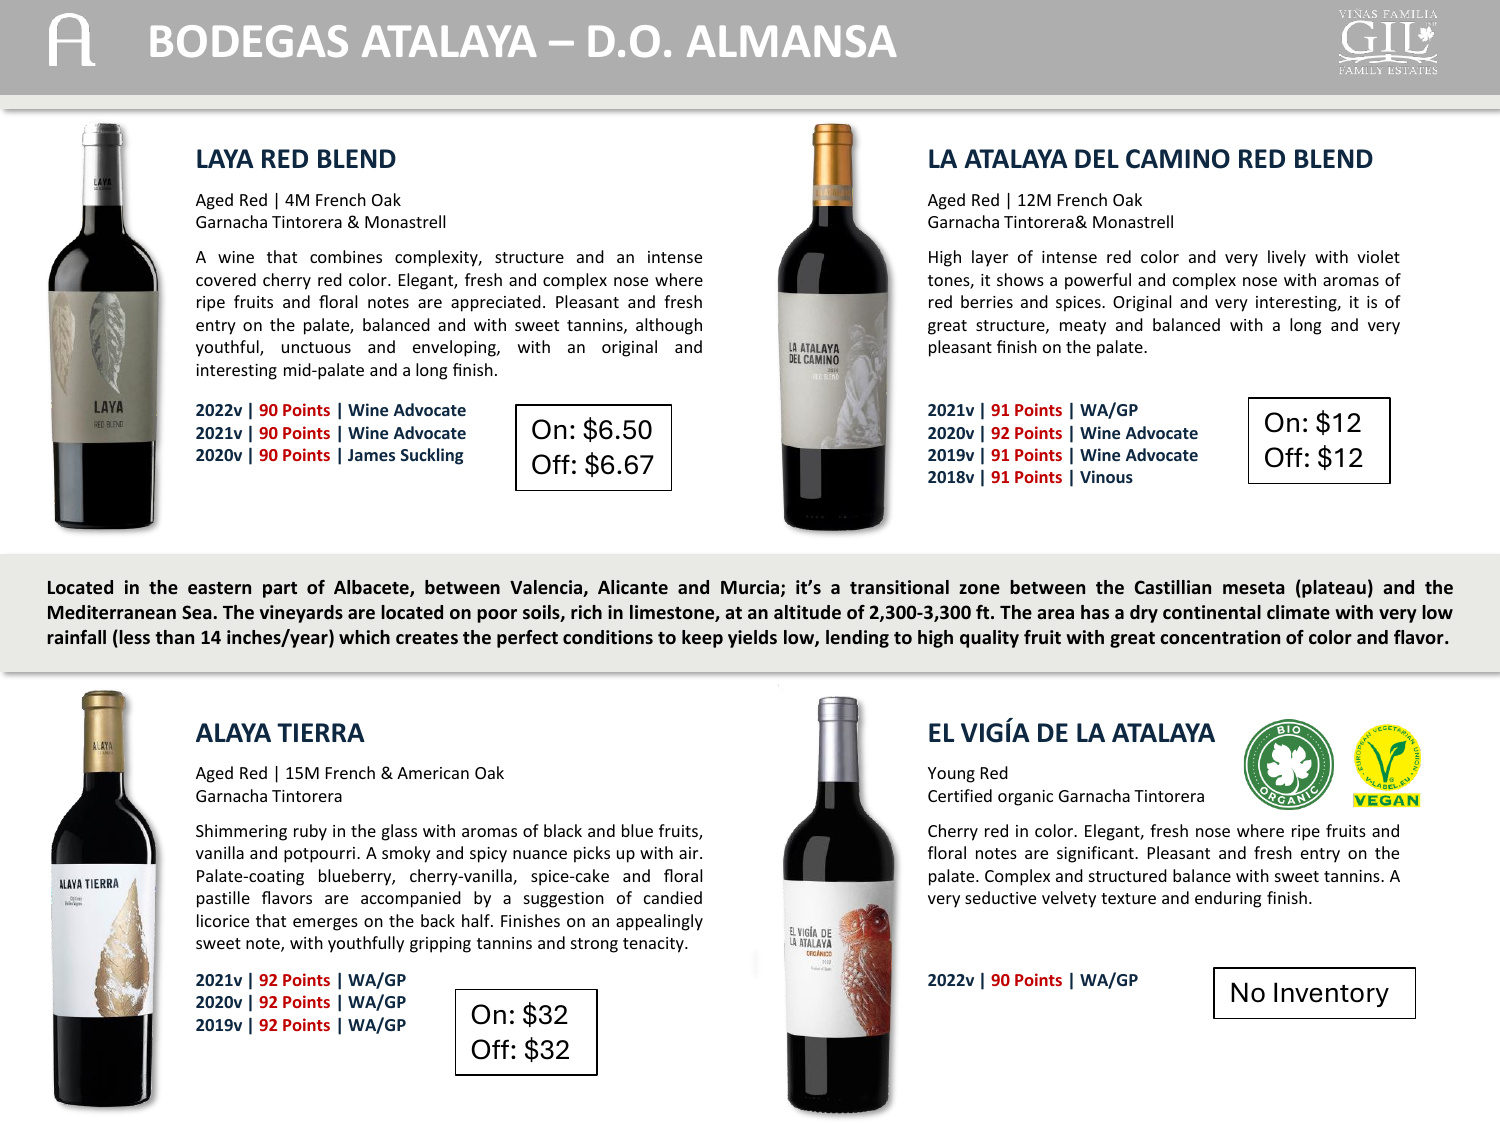 BODEGAS ATALAYA – D.O. ALMANSA
VIÑAS FAMILIA
GIL
FAMILY ESTATES
LAYA
LAYA
RED BLEND
LAYA RED BLEND
Aged Red | 4M French Oak
Garnacha Tintorera & Monastrell
A wine that combines complexity, structure and an intense
covered cherry red color. Elegant, fresh and complex nose where
ripe fruits and floral notes are appreciated. Pleasant and fresh
entry on the palate, balanced and with sweet tannins, although
youthful, unctuous and enveloping, with an original and
interesting mid-palate and a long finish.
2022v | 90 Points | Wine Advocate
2021v | 90 Points | Wine Advocate
2020v | 90 Points | James Suckling
On: $6.50
Off: $6.67
LA ATALAYA
DEL CAMINO
2020
RED BLEND
LA ATALAYA DEL CAMINO RED BLEND
Aged Red | 12M French Oak
Garnacha Tintorera& Monastrell
High layer of intense red color and very lively with violet
tones, it shows a powerful and complex nose with aromas of
red berries and spices. Original and very interesting, it is of
great structure, meaty and balanced with a long and very
pleasant finish on the palate.
2021v | 91 Points | WA/GP
2020v | 92 Points | Wine Advocate
2019v | 91 Points | Wine Advocate
2018v | 91 Points | Vinous
On: $12
Off: $12
Located in the eastern part of Albacete, between Valencia, Alicante and Murcia; it’s a transitional zone between the Castillian meseta (plateau) and the
Mediterranean Sea. The vineyards are located on poor soils, rich in limestone, at an altitude of 2,300-3,300 ft. The area has a dry continental climate with very low
rainfall (less than 14 inches/year) which creates the perfect conditions to keep yields low, lending to high quality fruit with great concentration of color and flavor.
ALAYA
ALAYA TIERRA
ALAYA TIERRA
Aged Red | 15M French & American Oak
Garnacha Tintorera
Shimmering ruby in the glass with aromas of black and blue fruits,
vanilla and potpourri. A smoky and spicy nuance picks up with air.
Palate-coating blueberry, cherry-vanilla, spice-cake and floral
pastille flavors are accompanied by a suggestion of candied
licorice that emerges on the back half. Finishes on an appealingly
sweet note, with youthfully gripping tannins and strong tenacity.
2021v | 92 Points | WA/GP
2020v | 92 Points | WA/GP
2019v | 92 Points | WA/GP
On: $32
Off: $32
EL VIGÍA DE
LA ATALAYA
ORGÁNICO
EL VIGÍA DE LA ATALAYA
BIO
ORGANIC
EUROPEAN VEGETARIAN UNION
V-LABEL.EU
VEGAN
Young Red
Certified organic Garnacha Tintorera
Cherry red in color. Elegant, fresh nose where ripe fruits and
floral notes are significant. Pleasant and fresh entry on the
palate. Complex and structured balance with sweet tannins. A
very seductive velvety texture and enduring finish.
2022v | 90 Points | WA/GP
No Inventory